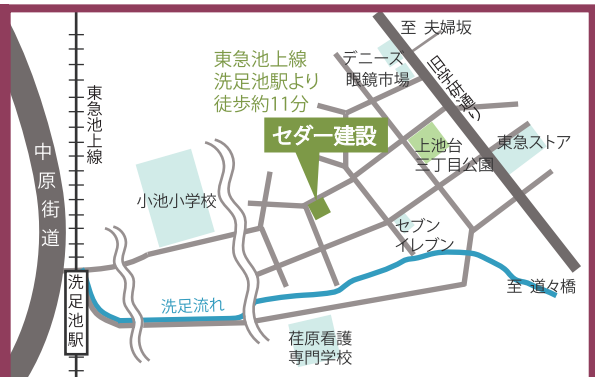 至 夫婦坂
東急池上線
洗足池駅より
徒歩約11分
デニーズ
眼鏡市場
旧学研通り
東急池上線
セダー建設
上池台
三丁目公園
東急ストア
中原街道
小池小学校
セブン
イレブン
洗足池駅
洗足流れ
至 道々橋
荏原看護
専門学校